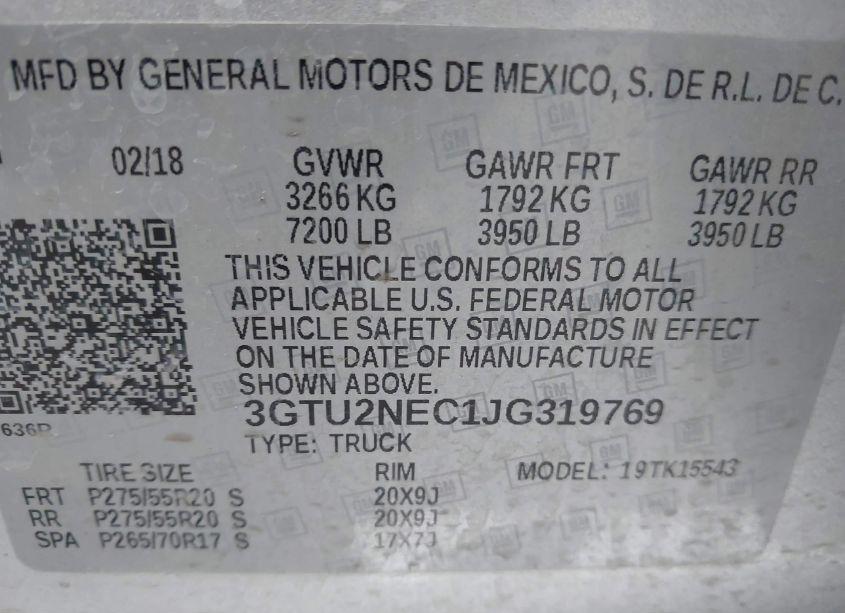 MFD BY GENERAL MOTORS DE MEXICO, S. DE R.L. DE C.
02/18 GVWR GAWR FRT GAWR RR
3266 KG 1792 KG 1792 KG
7200 LB 3950 LB 3950 LB
THIS VEHICLE CONFORMS TO ALL
APPLICABLE U.S. FEDERAL MOTOR
VEHICLE SAFETY STANDARDS IN EFFECT
ON THE DATE OF MANUFACTURE
SHOWN ABOVE.
3GTU2NEC1JG319769
636R
TYPE: TRUCK
TIRE SIZE RIM MODEL: 19TK15543
FRT P275/55R20 S 20X9J
RR P275/55R20 S 20X9J
SPA P265/70R17 S 17X7J